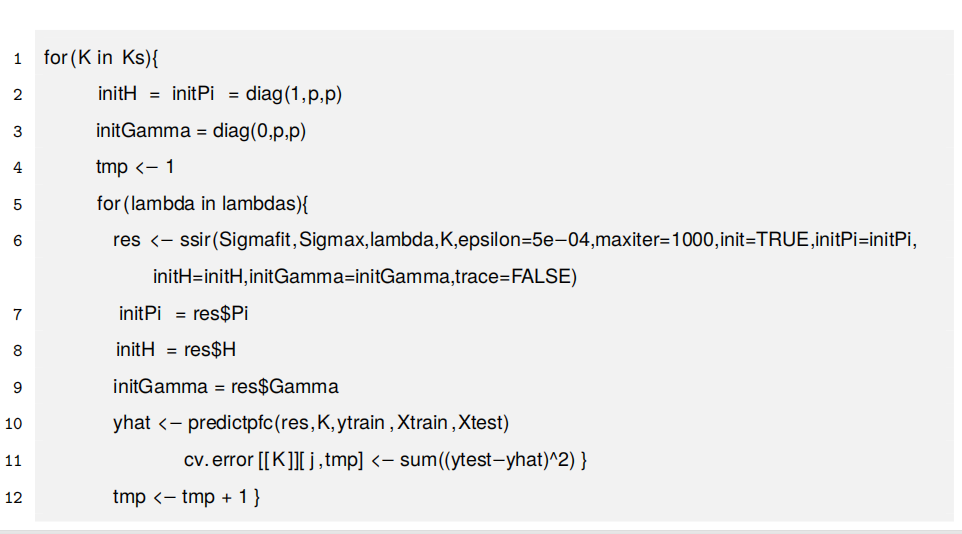 1 for(K in Ks){
2 initH = initPi = diag(1,p,p)
3 initGamma = diag(0,p,p)
4 tmp <− 1
5 for(lambda in lambdas){
6 res <− ssir(Sigmafit,Sigmax,lambda,K,epsilon=5e−04,maxiter=1000,init=TRUE,initPi=initPi,
initH=initH,initGamma=initGamma,trace=FALSE)
7 initPi = res$Pi
8 initH = res$H
9 initGamma = res$Gamma
10 yhat <− predictpfc(res,K,ytrain,Xtrain,Xtest)
11 cv.error[[K]][j,tmp] <− sum((ytest−yhat)^2) }
12 tmp <− tmp + 1 }